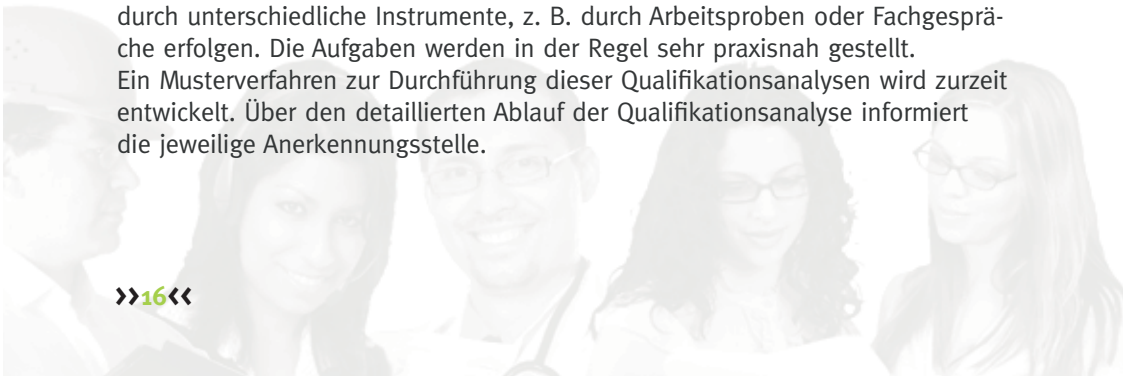 durch unterschiedliche Instrumente, z. B. durch Arbeitsproben oder Fachgesprä-
che erfolgen. Die Aufgaben werden in der Regel sehr praxisnah gestellt.
Ein Musterverfahren zur Durchführung dieser Qualifikationsanalysen wird zurzeit
entwickelt. Über den detaillierten Ablauf der Qualifikationsanalyse informiert
die jeweilige Anerkennungsstelle.
››16‹‹